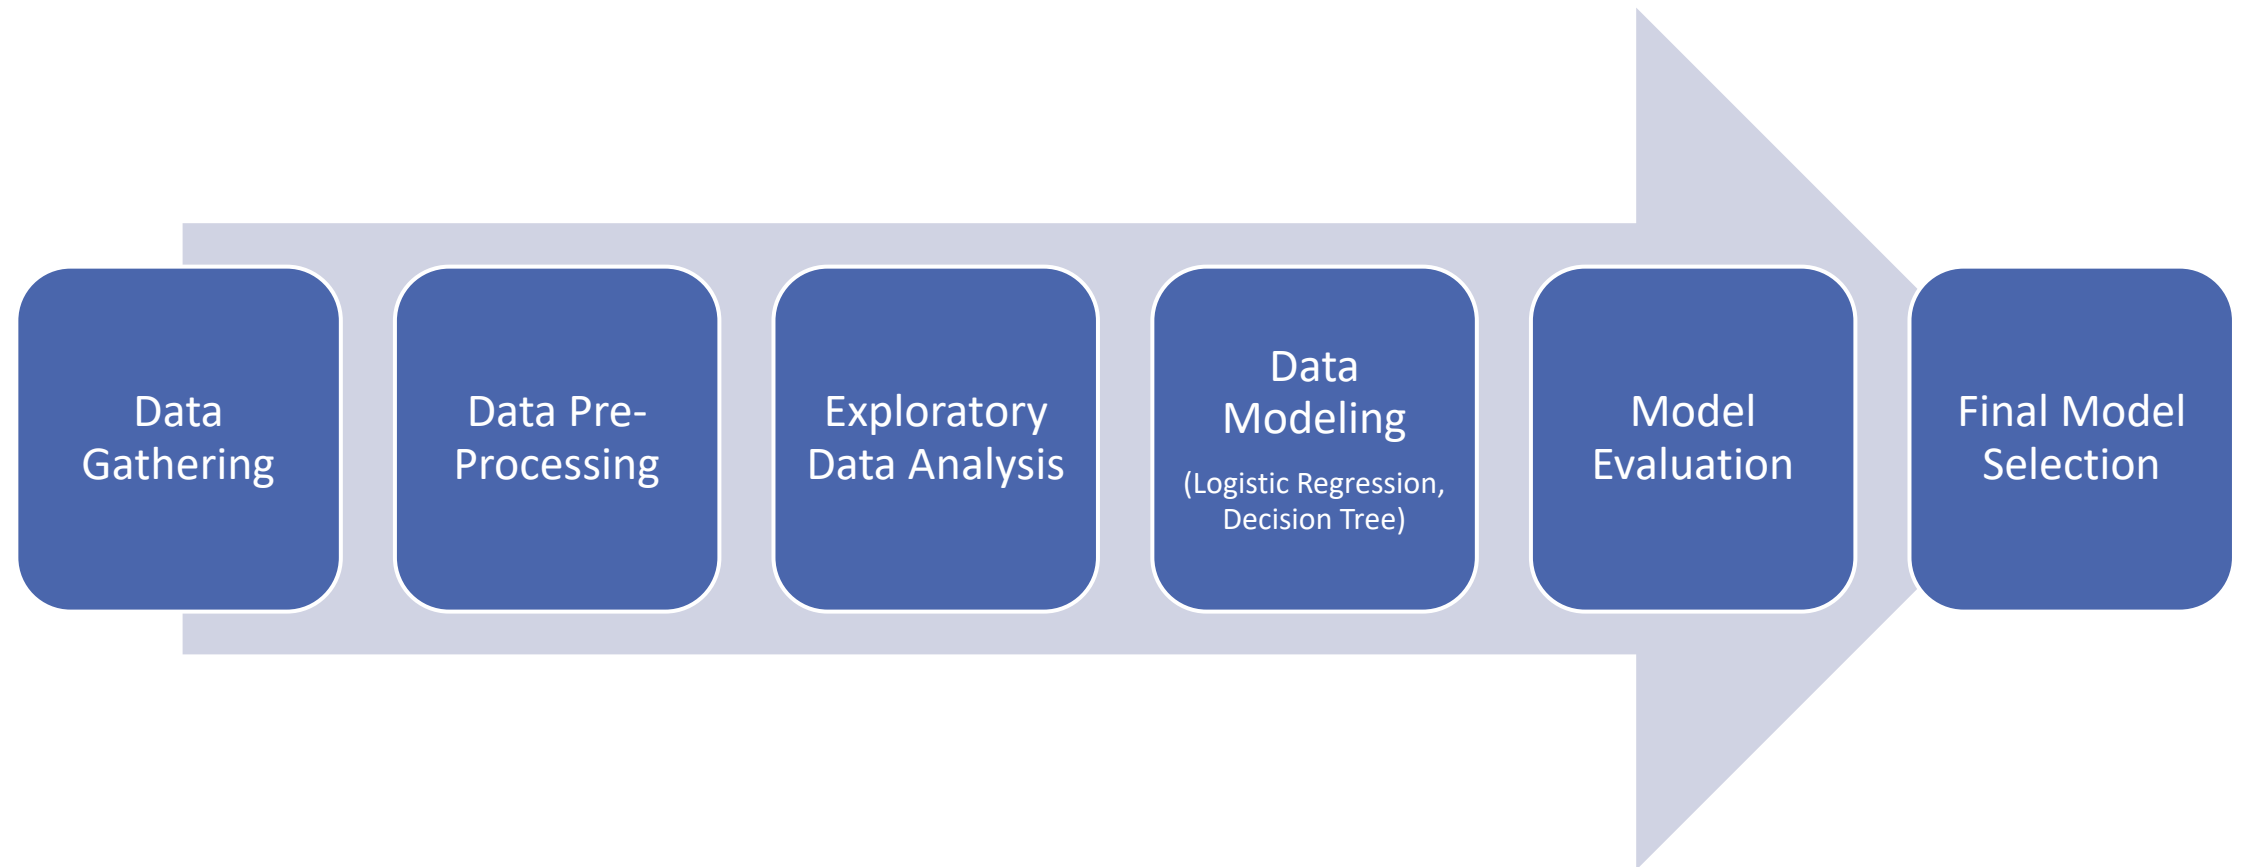 Data
Gathering
Data Pre-
Processing
Exploratory
Data Analysis
Data
Modeling
(Logistic Regression,
Decision Tree)
Model
Evaluation
Final Model
Selection